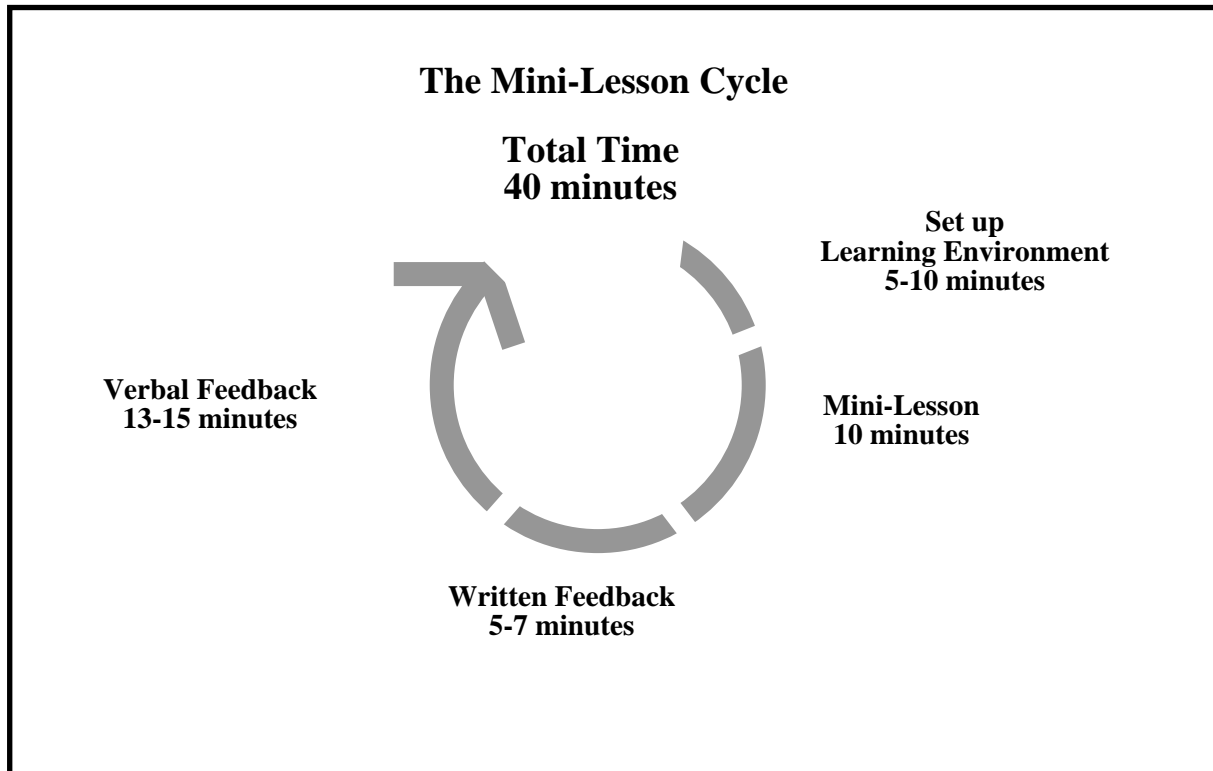 The Mini-Lesson Cycle
Total Time
40 minutes
Set up
Learning Environment
5-10 minutes
Mini-Lesson
10 minutes
Written Feedback
5-7 minutes
Verbal Feedback
13-15 minutes